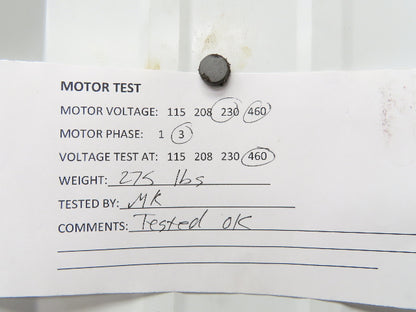 MOTOR TEST
MOTOR VOLTAGE: 115 208 230 460
MOTOR PHASE: 1 3
VOLTAGE TEST AT: 115 208 230 460
WEIGHT: 275 lbs
TESTED BY: MK
COMMENTS: Tested OK